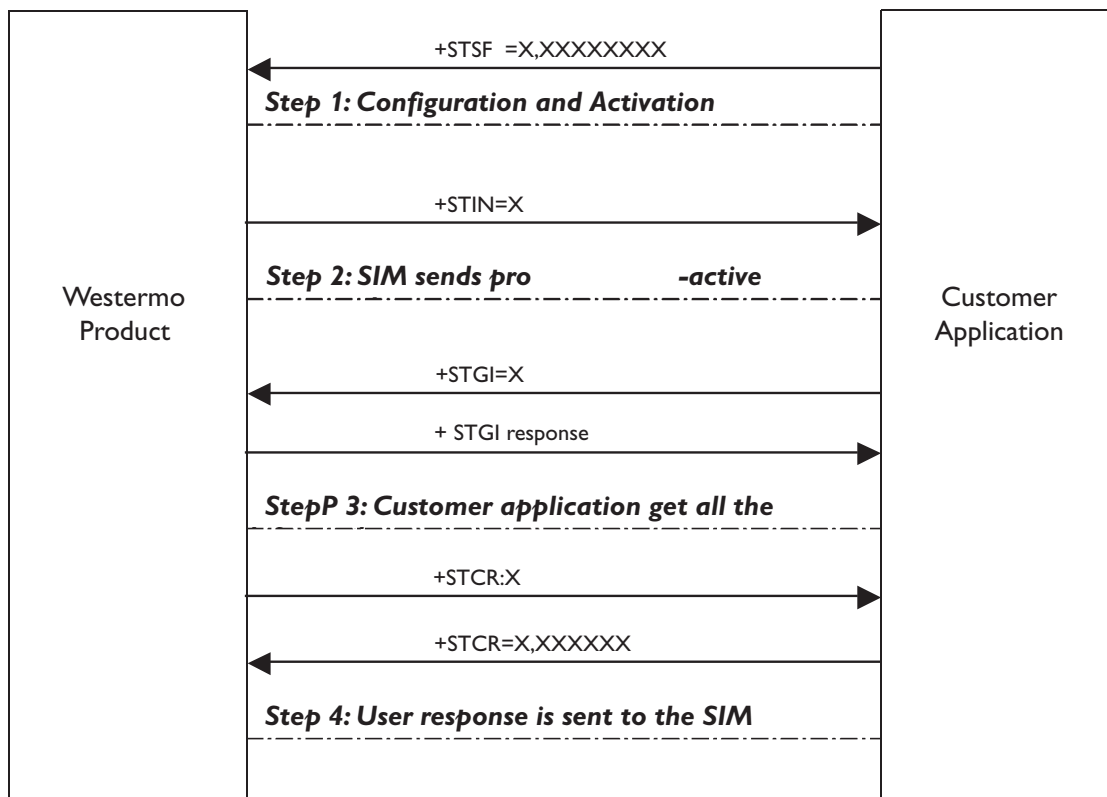 +STSF =X,XXXXXXXX
Step 1: Configuration and Activation
+STIN=X
Step 2: SIM sends pro -active
Westermo
Product
Customer
Application
+STGI=X
+ STGI response
StepP 3: Customer application get all the
+STCR:X
+STCR=X,XXXXXX
Step 4: User response is sent to the SIM